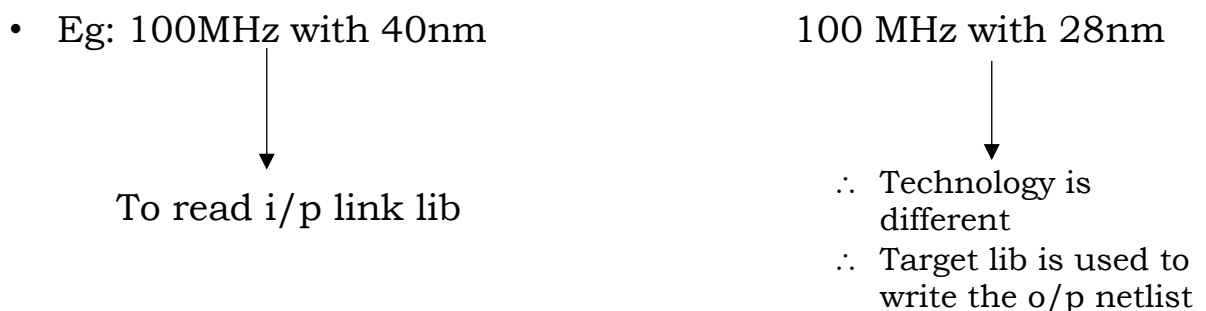 • Eg: 100MHz with 40nm
100 MHz with 28nm
To read i/p link lib
∴ Technology is
different
∴ Target lib is used to
write the o/p netlist